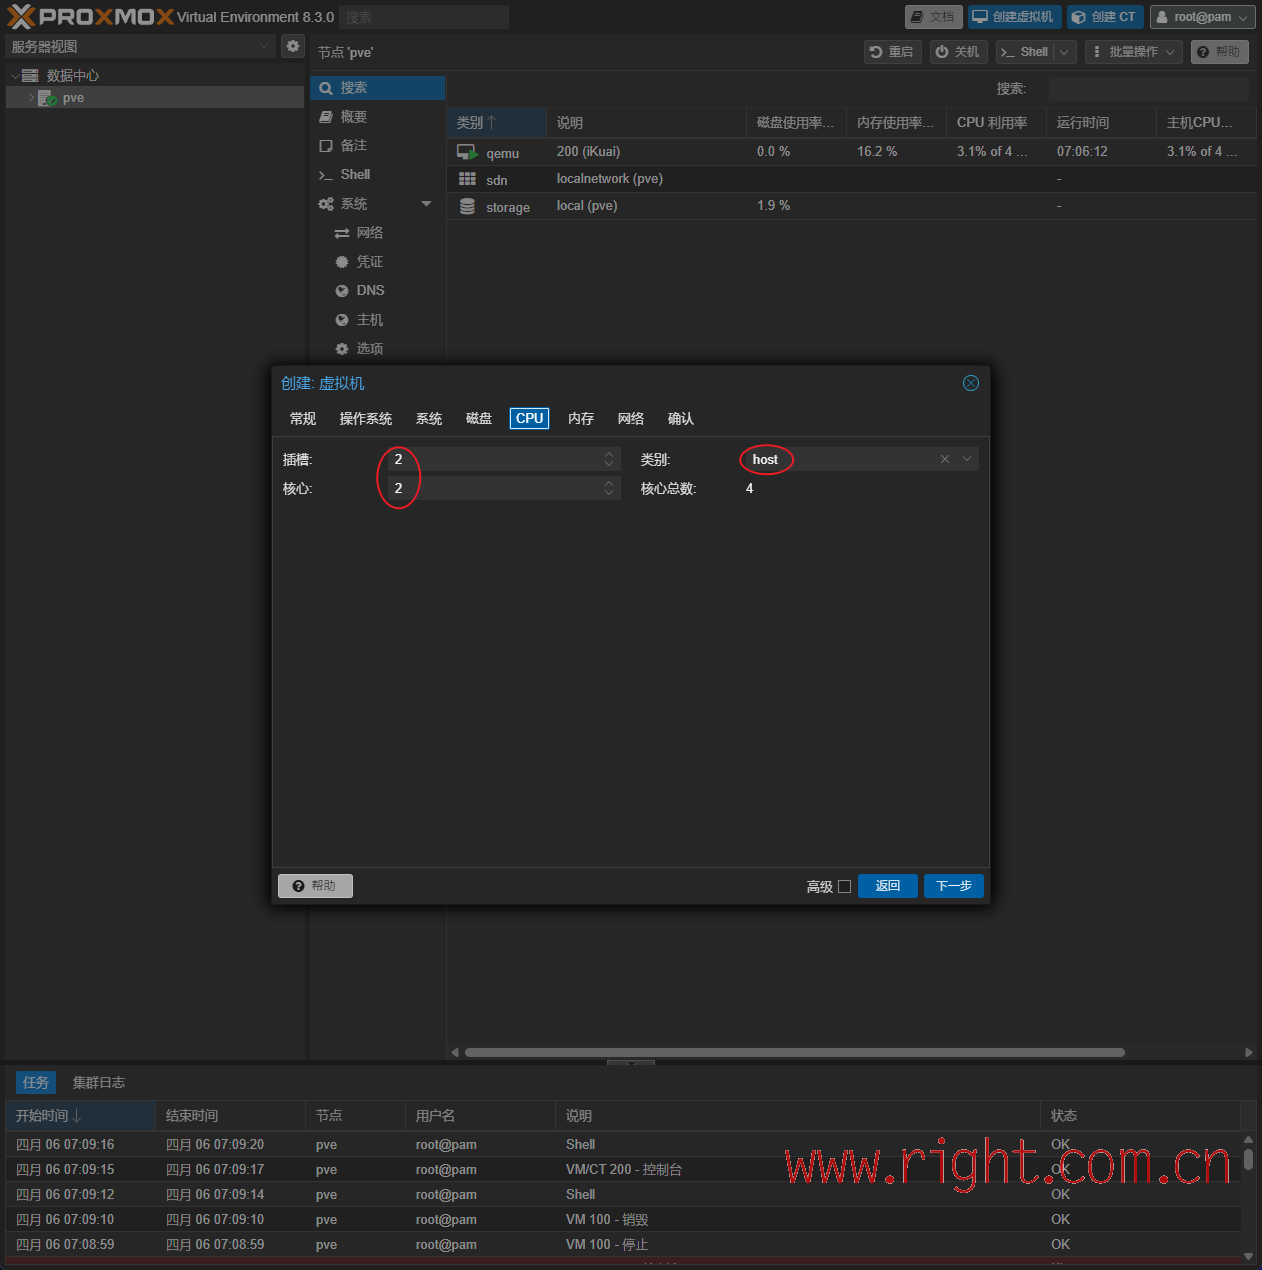 PROXMOX Virtual Environment 8.3.0 搜索 文档 创建虚拟机 创建 CT root@pam
服务器视图 节点 'pve' 重启 关机 Shell 批量操作 帮助
数据中心
pve
搜索
概要
备注
Shell
系统
网络
凭证
DNS
主机
选项
搜索:
类别 说明 磁盘使用率... 内存使用率... CPU 利用率 运行时间 主机CPU...
qemu 200 (iKuai) 0.0 % 16.2 % 3.1% of 4 ... 07:06:12 3.1% of 4 ...
sdn localnetwork (pve) -
storage local (pve) 1.9 % -
创建: 虚拟机
常规 操作系统 系统 磁盘 CPU 内存 网络 确认
插槽: 2 类别: host
核心: 2 核心总数: 4
帮助 高级 返回 下一步
任务 集群日志
开始时间 结束时间 节点 用户名 说明 状态
四月 06 07:09:16 四月 06 07:09:20 pve root@pam Shell OK
四月 06 07:09:15 四月 06 07:09:17 pve root@pam VM/CT 200 - 控制台 OK
四月 06 07:09:12 四月 06 07:09:14 pve root@pam Shell OK
四月 06 07:09:10 四月 06 07:09:10 pve root@pam VM 100 - 销毁 OK
四月 06 07:08:59 四月 06 07:08:59 pve root@pam VM 100 - 停止 OK
www.right.com.cn